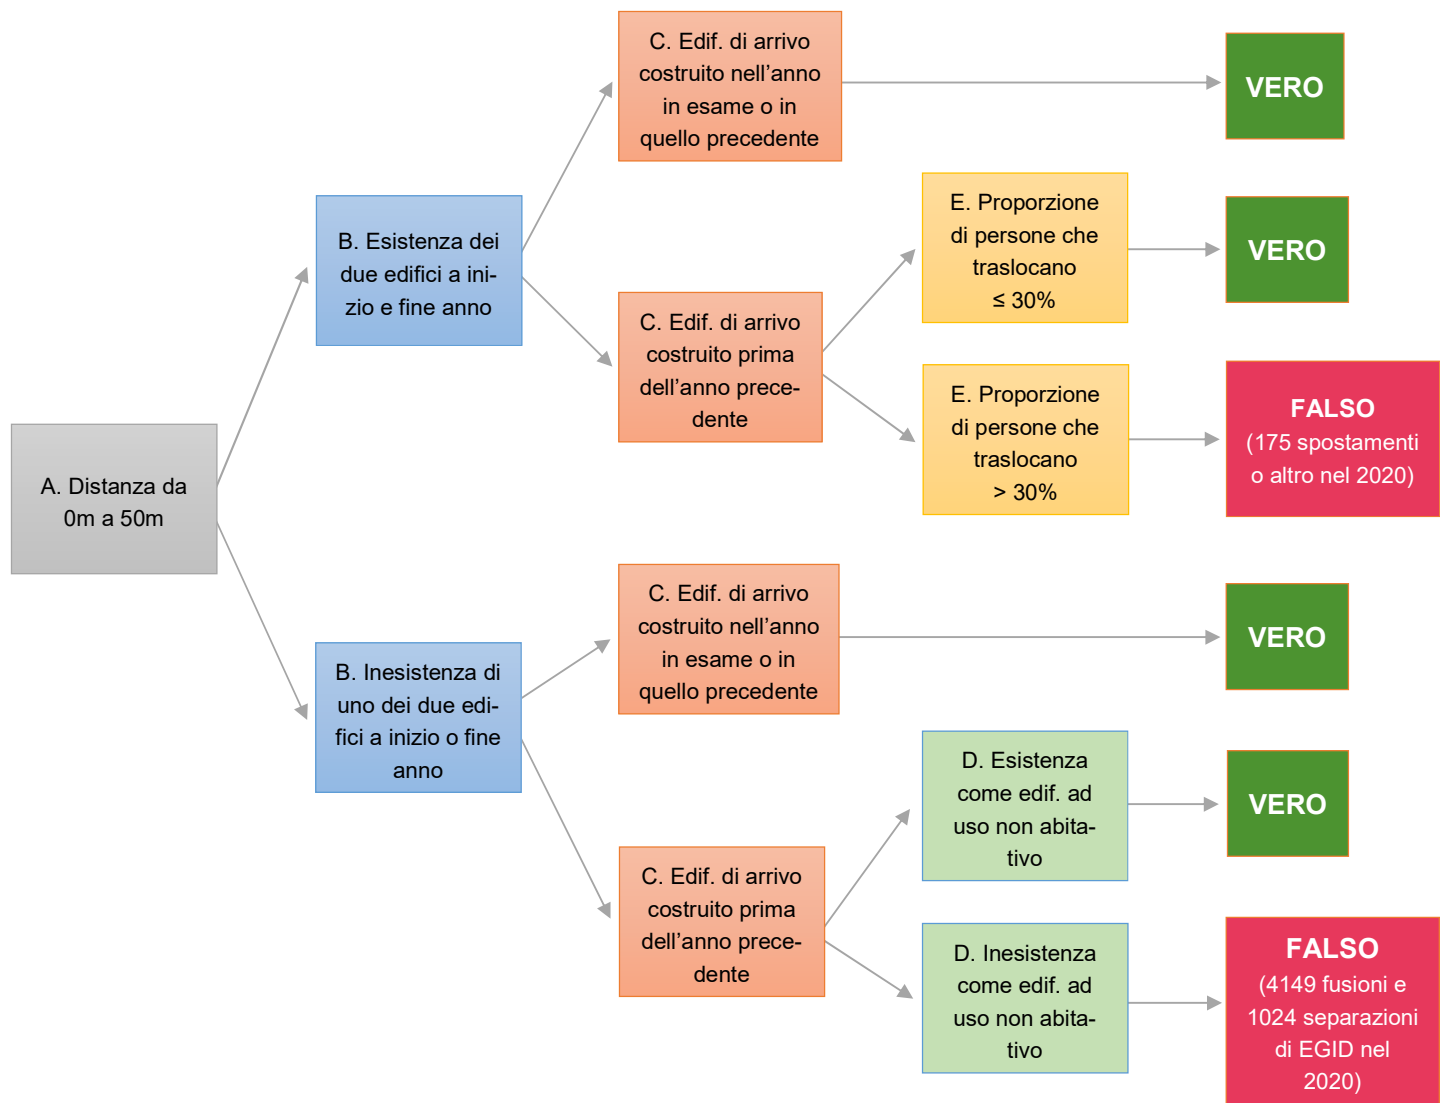 C. Edif. di arrivo
costruito nell’anno
in esame o in
quello precedente
VERO
E. Proporzione
di persone che
traslocano
≤ 30%
VERO
B. Esistenza dei
due edifici a ini-
zio e fine anno
C. Edif. di arrivo
costruito prima
dell’anno prece-
dente
E. Proporzione
di persone che
traslocano
> 30%
FALSO
(175 spostamenti
o altro nel 2020)
A. Distanza da
0m a 50m
C. Edif. di arrivo
costruito nell’anno
in esame o in
quello precedente
VERO
B. Inesistenza di
uno dei due edi-
fici a inizio o fine
anno
D. Esistenza
come edif. ad
uso non abita-
tivo
VERO
C. Edif. di arrivo
costruito prima
dell’anno prece-
dente
D. Inesistenza
come edif. ad
uso non abita-
tivo
FALSO
(4149 fusioni e
1024 separazioni
di EGID nel
2020)